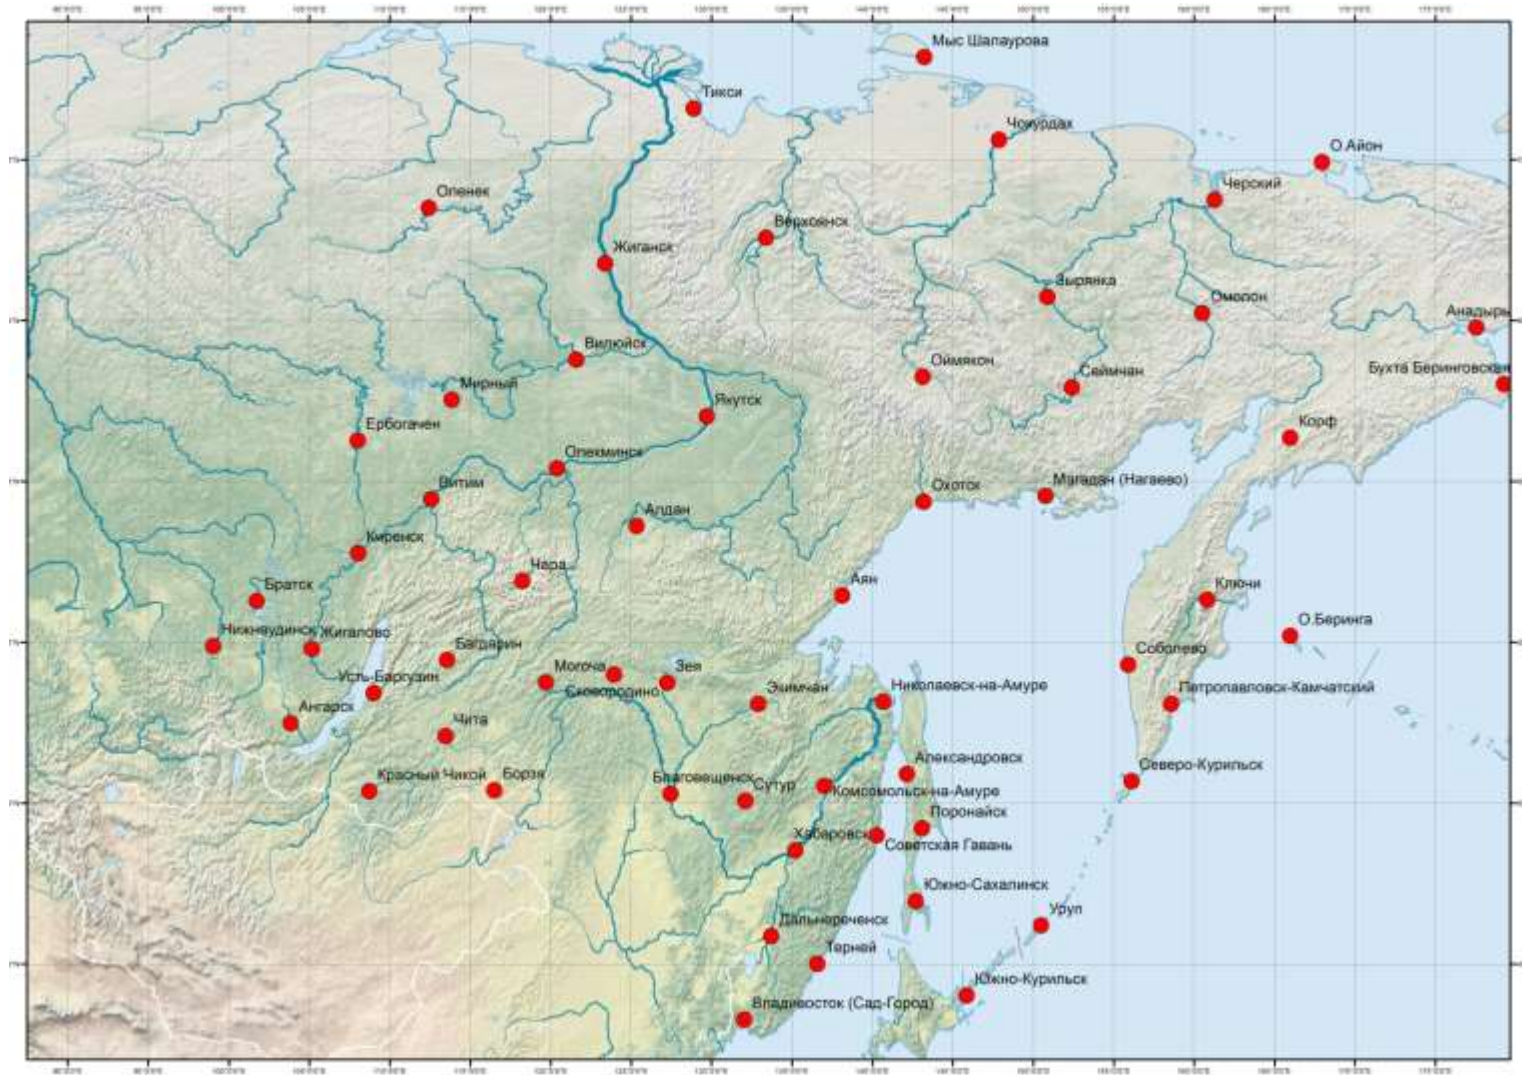 Мыс Шалаурова
Тикси
Чокурдах
О.Айон
Черский
Оленек
Верхоянск
Жиганск
Зырянка
Омолон
Анадырь
Вилюйск
Оймякон
Сеймчан
Бухта Беринговская
Мирный
Якутск
Ербогачен
Корф
Олекминск
Витим
Охотск
Магадан (Нагаево)
Алдан
Киренск
Чара
Братск
Аян
Ключи
О.Беринга
Нижнеудинск
Жигалово
Багдарин
Соболево
Усть-Баргузин
Могоча
Сковородино
Зея
Экимчан
Николаевск-на-Амуре
Петропавловск-Камчатский
Ангарск
Чита
Александровск
Северо-Курильск
Красный Чикой
Борзя
Благовещенск
Сутур
Комсомольск-на-Амуре
Поронайск
Хабаровск
Советская Гавань
Южно-Сахалинск
Уруп
Дальнереченск
Терней
Южно-Курильск
Владивосток (Сад-Город)